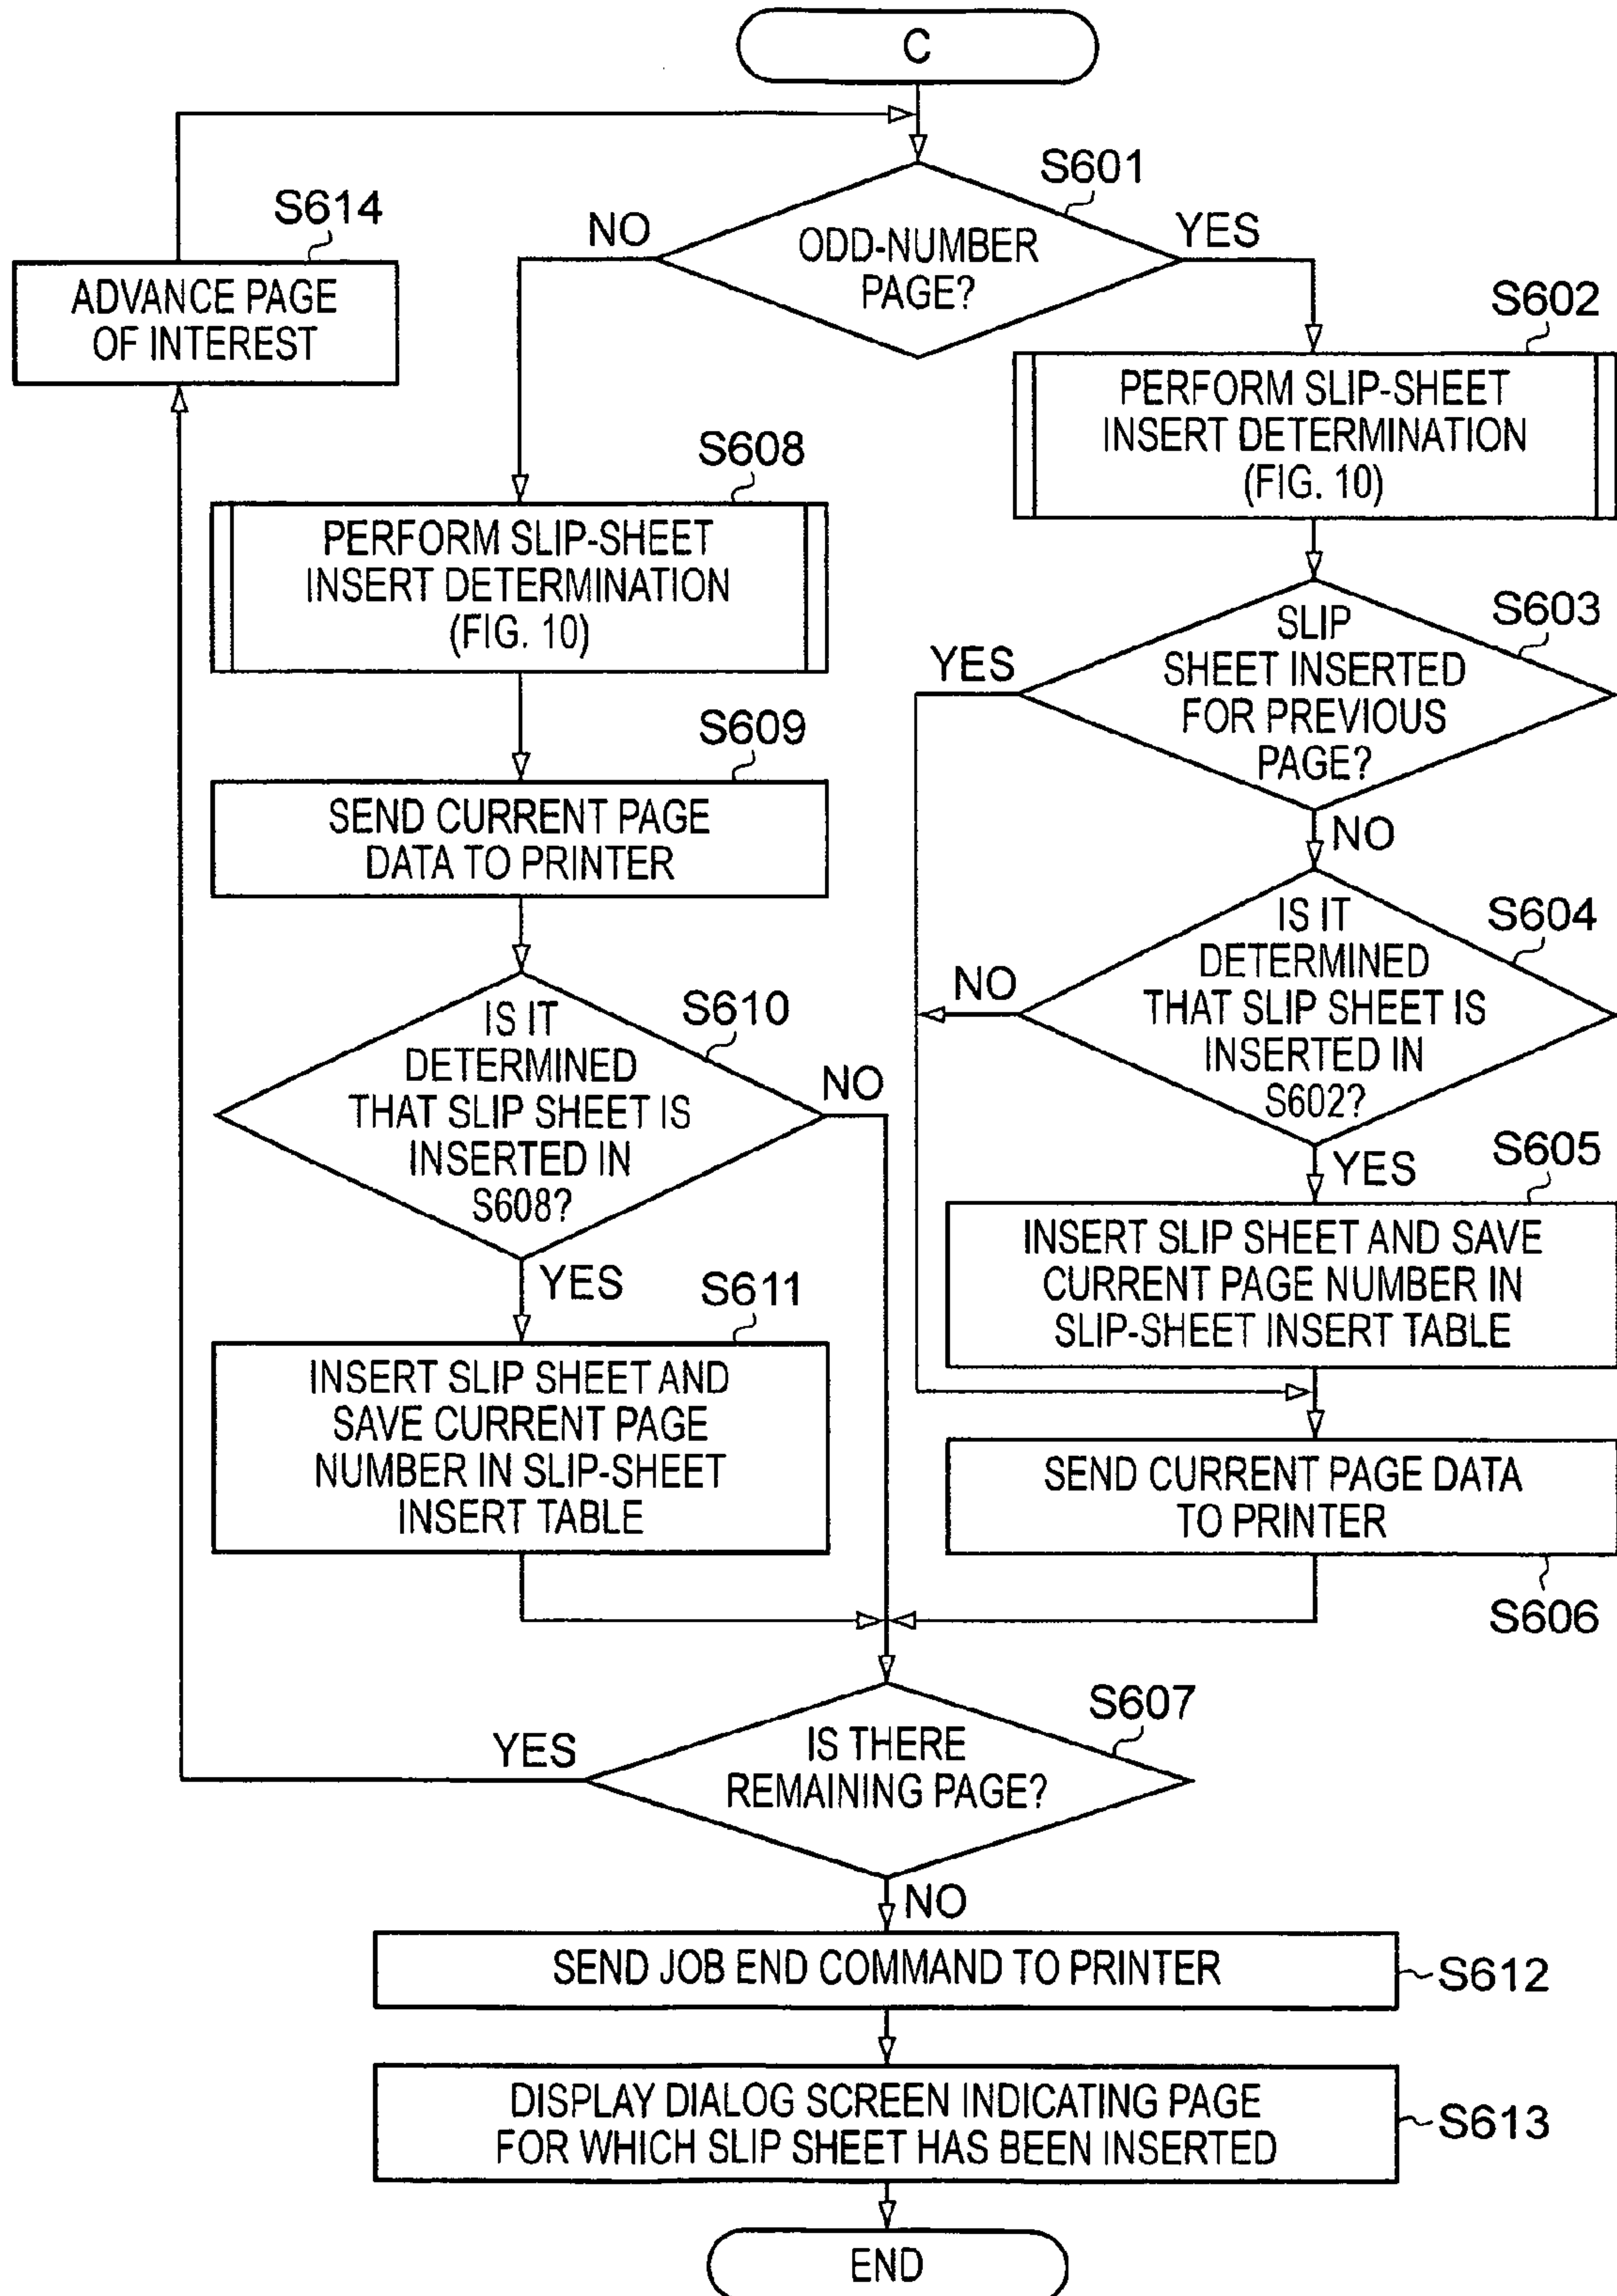 C
S601
ODD-NUMBER
PAGE?
NO
YES
S614
ADVANCE PAGE
OF INTEREST
S602
PERFORM SLIP-SHEET
INSERT DETERMINATION
(FIG. 10)
S608
PERFORM SLIP-SHEET
INSERT DETERMINATION
(FIG. 10)
S603
SLIP
SHEET INSERTED
FOR PREVIOUS
PAGE?
YES
NO
S609
SEND CURRENT PAGE
DATA TO PRINTER
S604
IS IT
DETERMINED
THAT SLIP SHEET IS
INSERTED IN
S602?
NO
YES
S610
IS IT
DETERMINED
THAT SLIP SHEET IS
INSERTED IN
S608?
NO
YES
S605
INSERT SLIP SHEET AND SAVE
CURRENT PAGE NUMBER IN
SLIP-SHEET INSERT TABLE
S611
INSERT SLIP SHEET AND
SAVE CURRENT PAGE
NUMBER IN SLIP-SHEET
INSERT TABLE
SEND CURRENT PAGE DATA
TO PRINTER
S606
S607
IS THERE
REMAINING PAGE?
YES
NO
SEND JOB END COMMAND TO PRINTER
S612
DISPLAY DIALOG SCREEN INDICATING PAGE
FOR WHICH SLIP SHEET HAS BEEN INSERTED
S613
END